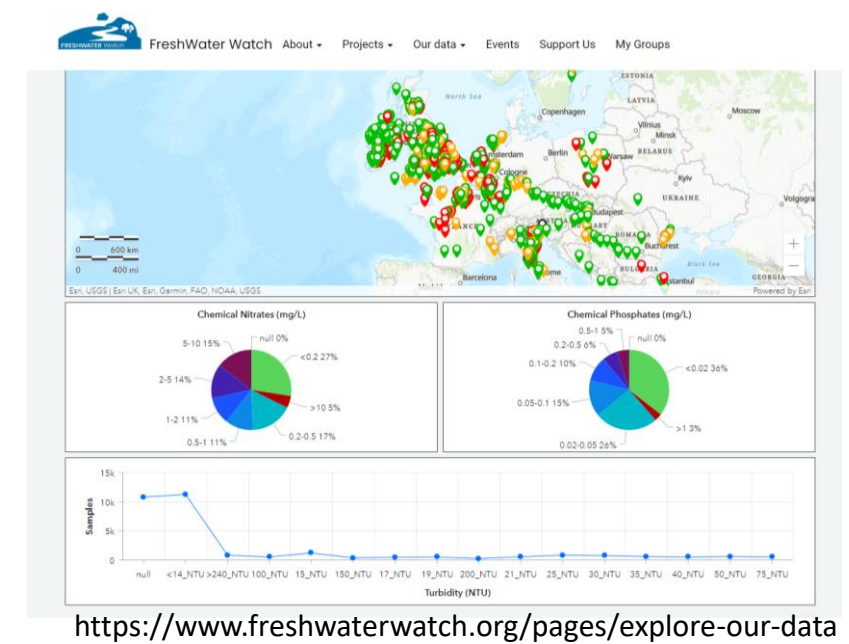 FRESHWATER Watch
FreshWater Watch About Projects Our data Events Support Us My Groups
ESTONIA
North Sea
LATVIA
Copenhagen
Moscow
Vilnius
Minsk
BELARUS
Berlin
Warsaw
Cologne
Kyiv
UKRAINE
Volgogra
Budapest
Bucharest
Black Sea
GEORGIA
Barcelona
Ankara
0 600 km
0 400 mi
+
−
Esri, USGS | Esri UK, Esri, Garmin, FAO, NOAA, USGS
Powered by Esri
Chemical Nitrates (mg/L)
null 0%
5-10 15%
<0.2 27%
2-5 14%
>10 5%
1-2 11%
0.5-1 11%
0.2-0.5 17%
Chemical Phosphates (mg/L)
0.5-1 5%
null 0%
0.2-0.5 6%
0.1-0.2 10%
<0.02 36%
0.05-0.1 15%
>1 3%
0.02-0.05 26%
15k
10k
5k
0
Samples
null <14_NTU >240_NTU 100_NTU 15_NTU 150_NTU 17_NTU 19_NTU 200_NTU 21_NTU 25_NTU 30_NTU 35_NTU 40_NTU 50_NTU 75_NTU
Turbidity (NTU)
https://www.freshwaterwatch.org/pages/explore-our-data